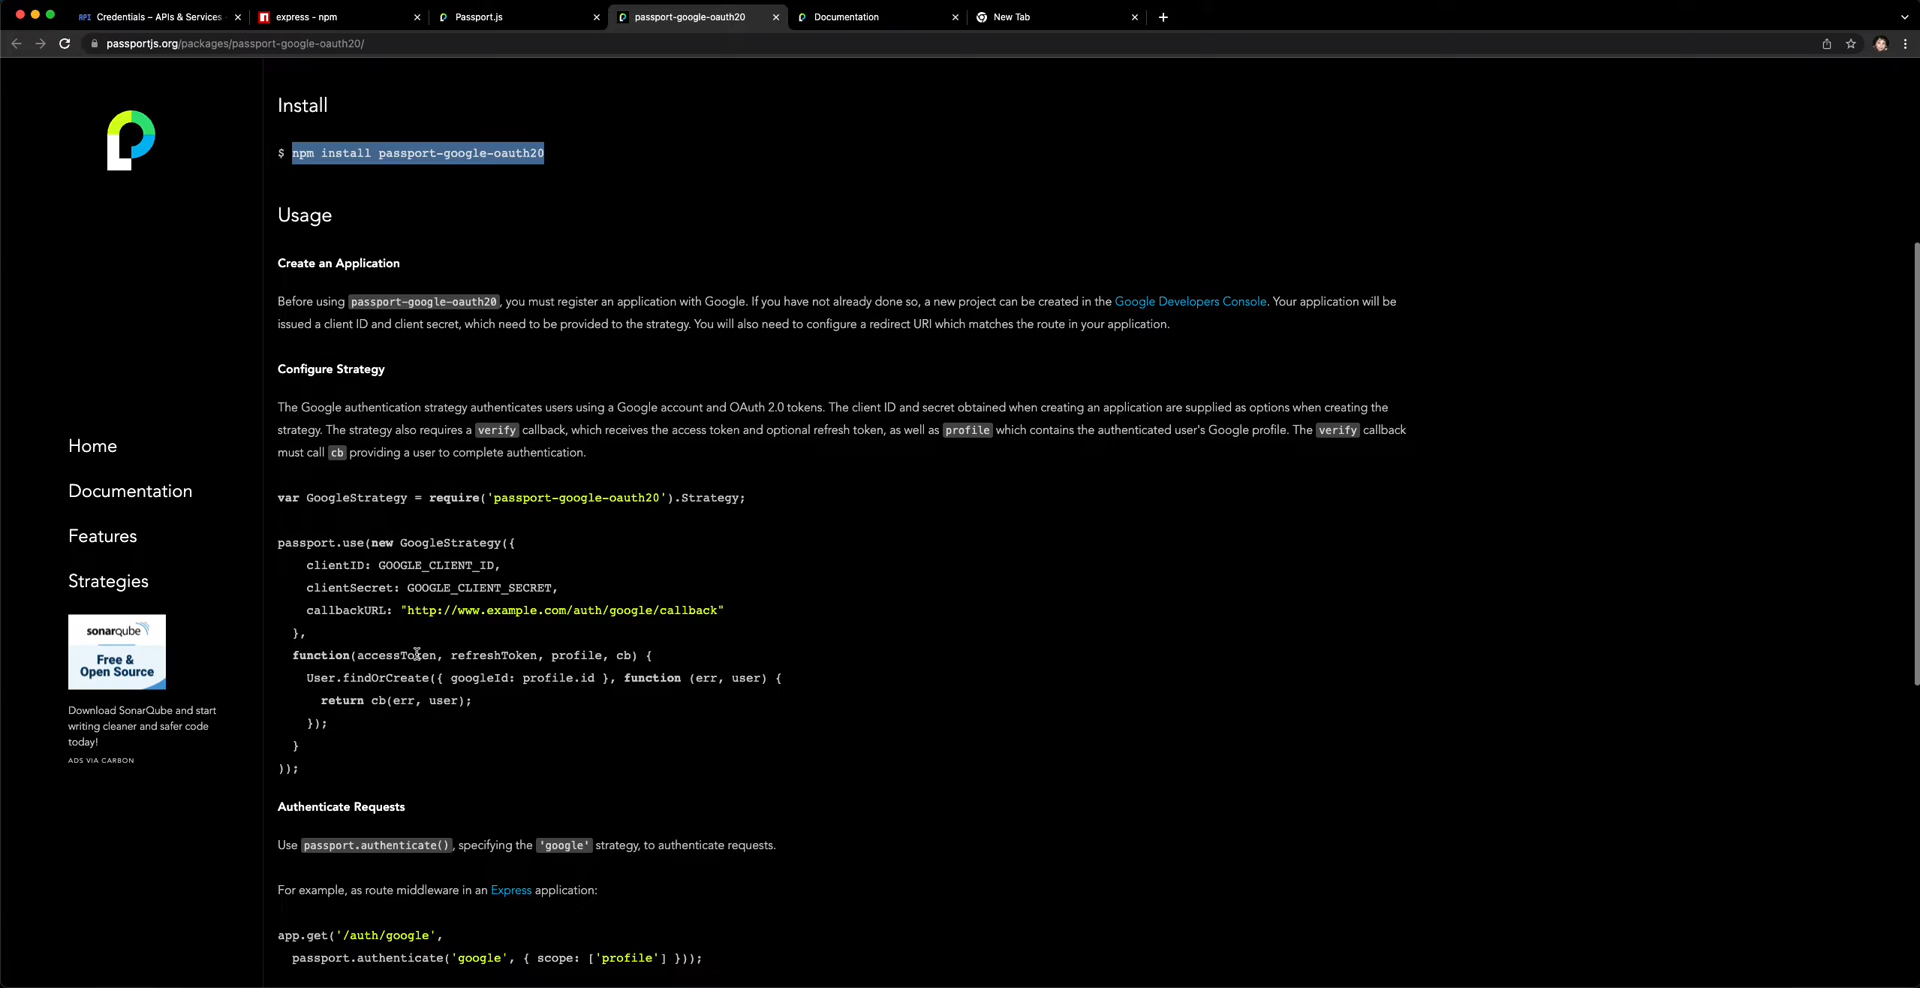 Credentials – APIs & Services
express - npm
Passport.js
passport-google-oauth20
Documentation
New Tab
passportjs.org/packages/passport-google-oauth20/
Install
$ npm install passport-google-oauth20
Usage
Create an Application
Before using passport-google-oauth20, you must register an application with Google. If you have not already done so, a new project can be created in the Google Developers Console. Your application will be
issued a client ID and client secret, which need to be provided to the strategy. You will also need to configure a redirect URI which matches the route in your application.
Configure Strategy
The Google authentication strategy authenticates users using a Google account and OAuth 2.0 tokens. The client ID and secret obtained when creating an application are supplied as options when creating the
strategy. The strategy also requires a verify callback, which receives the access token and optional refresh token, as well as profile which contains the authenticated user's Google profile. The verify callback
must call cb providing a user to complete authentication.
var GoogleStrategy = require('passport-google-oauth20').Strategy;
passport.use(new GoogleStrategy({
clientID: GOOGLE_CLIENT_ID,
clientSecret: GOOGLE_CLIENT_SECRET,
callbackURL: "http://www.example.com/auth/google/callback"
},
function(accessToken, refreshToken, profile, cb) {
User.findOrCreate({ googleId: profile.id }, function (err, user) {
return cb(err, user);
});
}
));
Authenticate Requests
Use passport.authenticate(), specifying the 'google' strategy, to authenticate requests.
For example, as route middleware in an Express application:
app.get('/auth/google',
passport.authenticate('google', { scope: ['profile'] }));
Home
Documentation
Features
Strategies
sonarqube
Free &
Open Source
Download SonarQube and start
writing cleaner and safer code
today!
ADS VIA CARBON